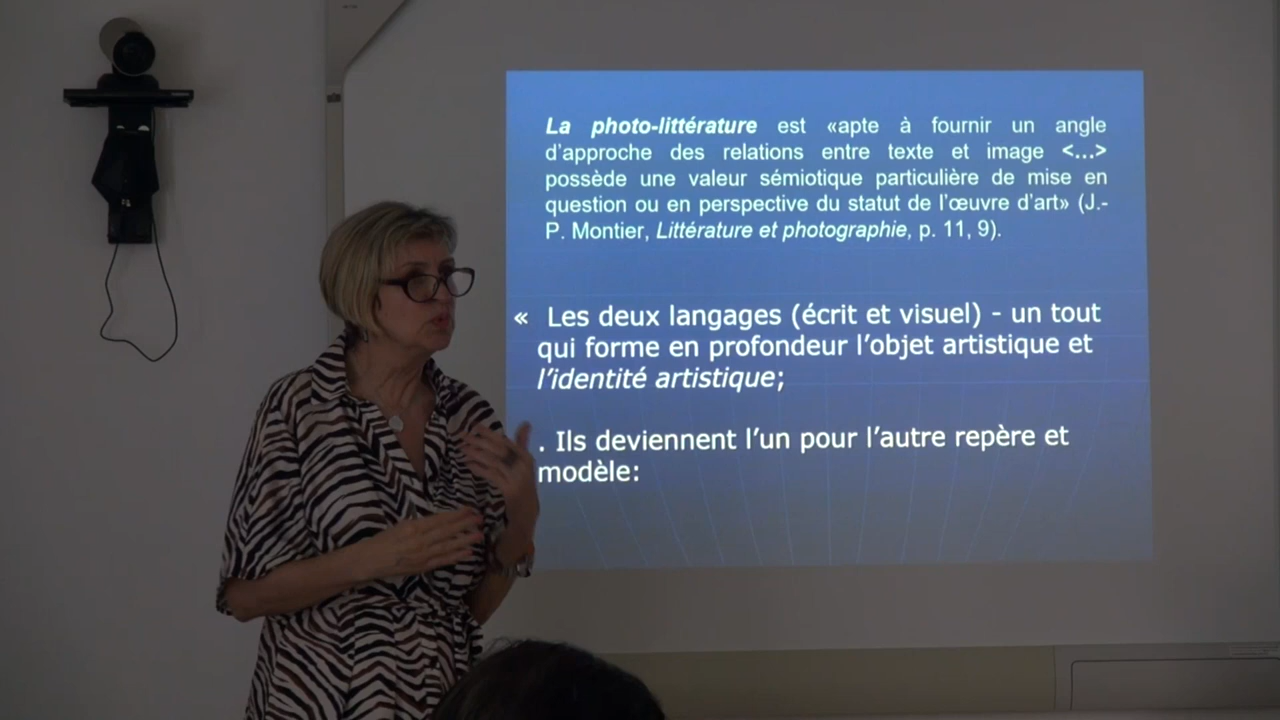 La photo-littérature est «apte à fournir un angle
d'approche des relations entre texte et image <...>
possède une valeur sémiotique particulière de mise en
question ou en perspective du statut de l'œuvre d'art» (J.-
P. Montier, Littérature et photographie, p. 11, 9).
« Les deux langages (écrit et visuel) - un tout
qui forme en profondeur l'objet artistique et
l'identité artistique;
. Ils deviennent l'un pour l'autre repère et
modèle: